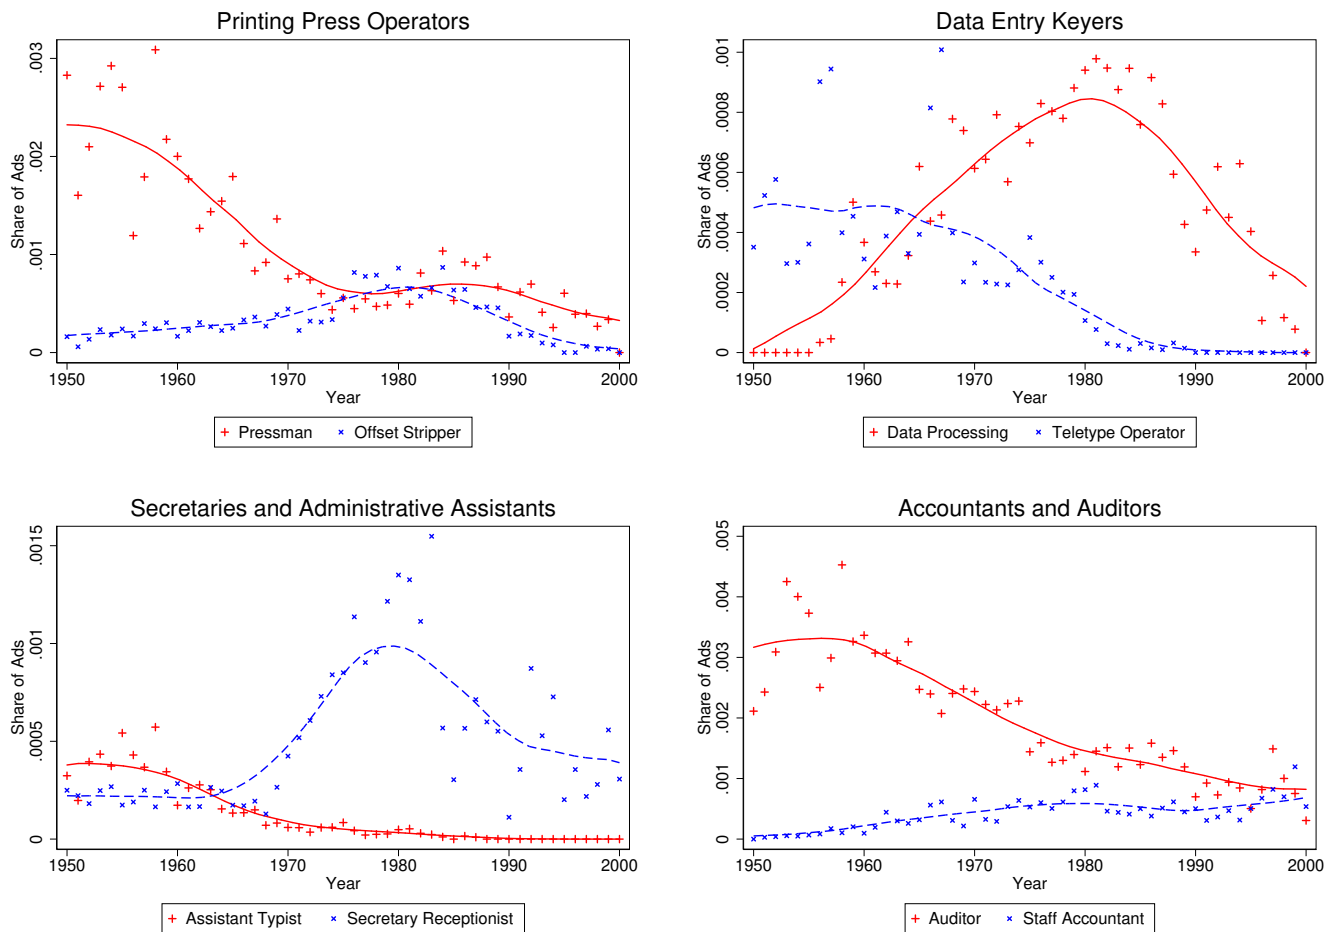 Printing Press Operators
Share of Ads
.003
.002
.001
0
1950 1960 1970 1980 1990 2000
Year
Pressman Offset Stripper
Data Entry Keyers
Share of Ads
.001
.0008
.0006
.0004
.0002
0
1950 1960 1970 1980 1990 2000
Year
Data Processing Teletype Operator
Secretaries and Administrative Assistants
Share of Ads
.0015
.001
.0005
0
1950 1960 1970 1980 1990 2000
Year
Assistant Typist Secretary Receptionist
Accountants and Auditors
Share of Ads
.005
.004
.003
.002
.001
0
1950 1960 1970 1980 1990 2000
Year
Auditor Staff Accountant